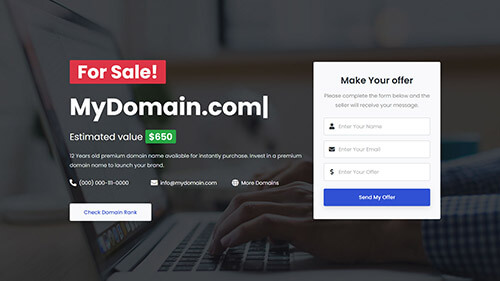 For Sale!
MyDomain.com|
Estimated value $650
12 Years old premium domain name available for instantly purchase. Invest in a premium
domain name to launch your brand.
(000) 000-111-0000 info@mydomain.com More Domains
Check Domain Rank
Make Your offer
Please complete the form below and the
seller will receive your message.
Enter Your Name
Enter Your Email
$ Enter Your Offer
Send My Offer